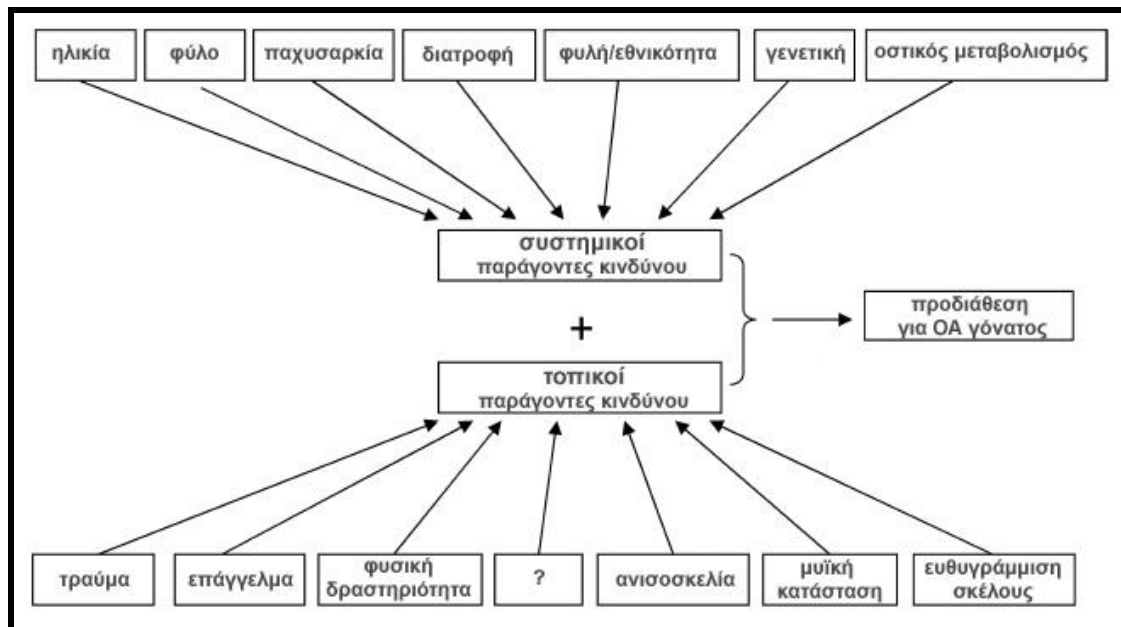 ηλικία
φύλο
παχυσαρκία
διατροφή
φυλή/εθνικότητα
γενετική
οστικός μεταβολισμός
συστημικοί
παράγοντες κινδύνου
+
προδιάθεση
για ΟΑ γόνατος
τοπικοί
παράγοντες κινδύνου
τραύμα
επάγγελμα
φυσική
δραστηριότητα
?
ανισοσκελία
μυϊκή
κατάσταση
ευθυγράμμιση
σκέλους